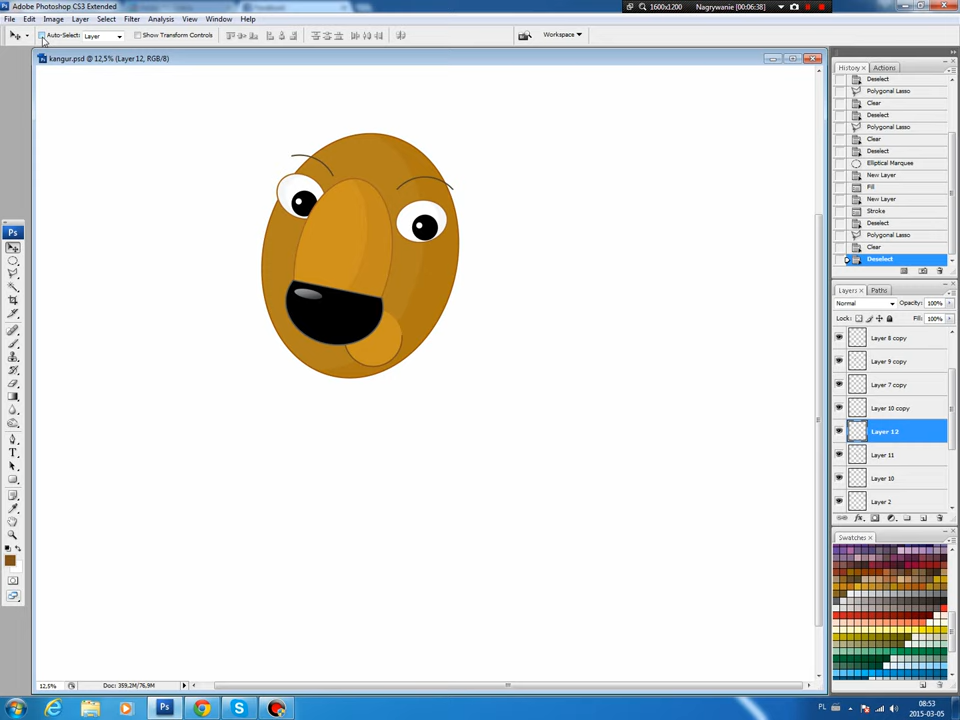 Adobe Photoshop CS3 Extended
1600x1200
Nagrywanie [00:06:38]
File Edit Image Layer Select Filter Analysis View Window Help
Auto-Select: Layer Show Transform Controls Workspace
kangur.psd @ 12,5% (Layer 12, RGB/8)
History Actions
Deselect
Polygonal Lasso
Clear
Deselect
Polygonal Lasso
Clear
Deselect
Elliptical Marquee
New Layer
Fill
New Layer
Stroke
Deselect
Polygonal Lasso
Clear
Deselect
Ps
T
Layers Paths
Normal Opacity: 100%
Lock: Fill: 100%
Layer 8 copy
Layer 9 copy
Layer 7 copy
Layer 10 copy
Layer 12
Layer 11
Layer 10
Layer 2
Swatches
12,5% Doc: 359,2M/76,9M
Ps
PL
08:53
2015-03-05